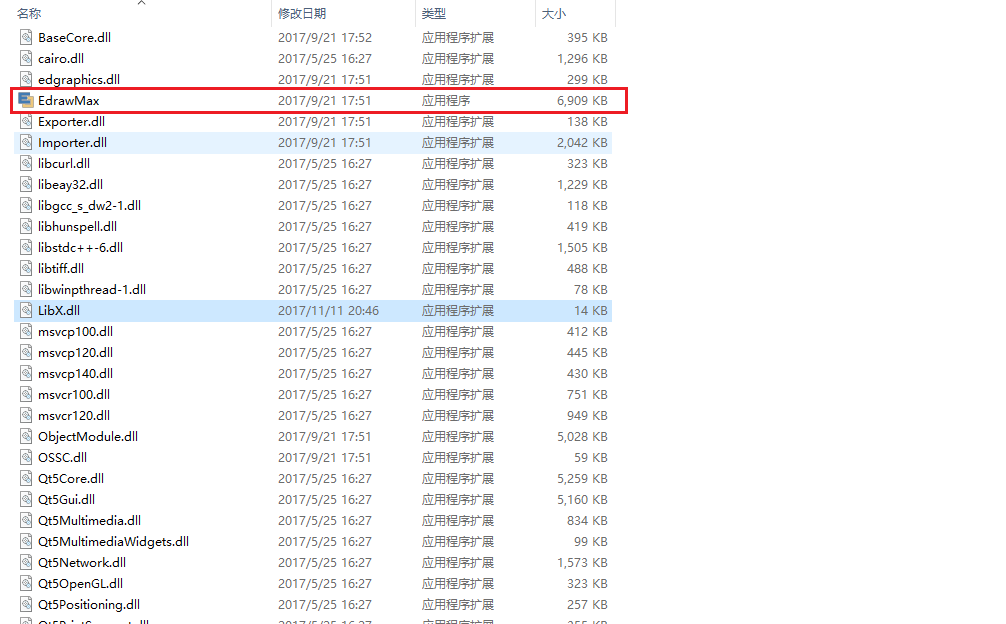 名称 修改日期 类型 大小
BaseCore.dll 2017/9/21 17:52 应用程序扩展 395 KB
cairo.dll 2017/5/25 16:27 应用程序扩展 1,296 KB
edgraphics.dll 2017/9/21 17:51 应用程序扩展 299 KB
EdrawMax 2017/9/21 17:51 应用程序 6,909 KB
Exporter.dll 2017/9/21 17:51 应用程序扩展 138 KB
Importer.dll 2017/9/21 17:51 应用程序扩展 2,042 KB
libcurl.dll 2017/5/25 16:27 应用程序扩展 323 KB
libeay32.dll 2017/5/25 16:27 应用程序扩展 1,229 KB
libgcc_s_dw2-1.dll 2017/5/25 16:27 应用程序扩展 118 KB
libhunspell.dll 2017/5/25 16:27 应用程序扩展 419 KB
libstdc++-6.dll 2017/5/25 16:27 应用程序扩展 1,505 KB
libtiff.dll 2017/5/25 16:27 应用程序扩展 488 KB
libwinpthread-1.dll 2017/5/25 16:27 应用程序扩展 78 KB
LibX.dll 2017/11/11 20:46 应用程序扩展 14 KB
msvcp100.dll 2017/5/25 16:27 应用程序扩展 412 KB
msvcp120.dll 2017/5/25 16:27 应用程序扩展 445 KB
msvcp140.dll 2017/5/25 16:27 应用程序扩展 430 KB
msvcr100.dll 2017/5/25 16:27 应用程序扩展 751 KB
msvcr120.dll 2017/5/25 16:27 应用程序扩展 949 KB
ObjectModule.dll 2017/9/21 17:51 应用程序扩展 5,028 KB
OSSC.dll 2017/9/21 17:51 应用程序扩展 59 KB
Qt5Core.dll 2017/5/25 16:27 应用程序扩展 5,259 KB
Qt5Gui.dll 2017/5/25 16:27 应用程序扩展 5,160 KB
Qt5Multimedia.dll 2017/5/25 16:27 应用程序扩展 834 KB
Qt5MultimediaWidgets.dll 2017/5/25 16:27 应用程序扩展 99 KB
Qt5Network.dll 2017/5/25 16:27 应用程序扩展 1,573 KB
Qt5OpenGL.dll 2017/5/25 16:27 应用程序扩展 323 KB
Qt5Positioning.dll 2017/5/25 16:27 应用程序扩展 257 KB